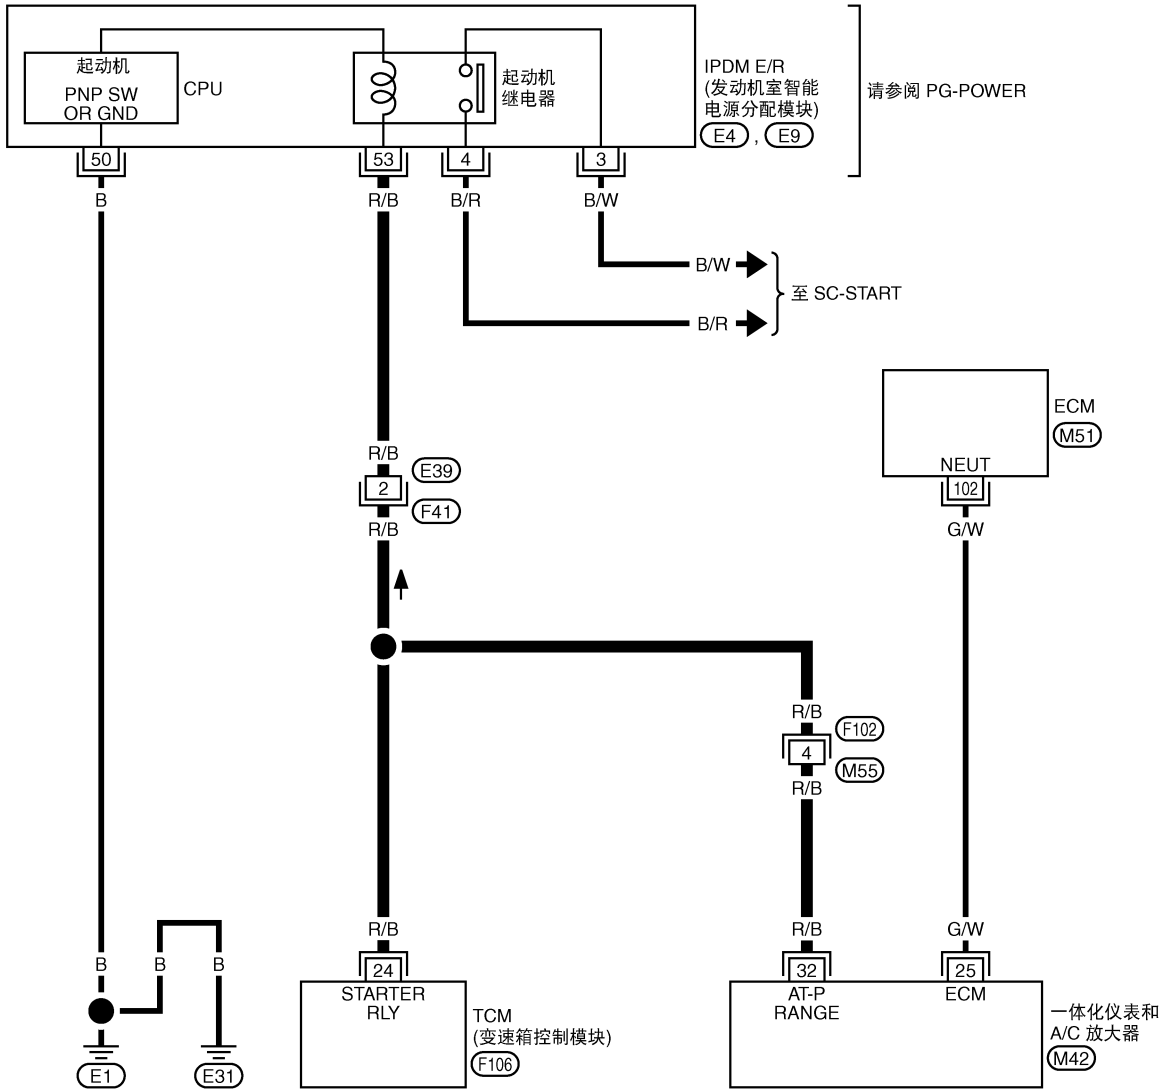 起动机
PNP SW
OR GND
CPU
起动机
继电器
IPDM E/R
(发动机室智能
电源分配模块)
E4 , E9
请参阅 PG-POWER
50
53
4
3
B
R/B
B/R
B/W
B/W
至 SC-START
B/R
ECM
M51
NEUT
102
G/W
R/B
E39
2
F41
R/B
R/B
F102
4
M55
R/B
R/B
R/B
G/W
B
B
B
24
32
25
STARTER
RLY
AT-P
RANGE
ECM
TCM
(变速箱控制模块)
F106
一体化仪表和
A/C 放大器
M42
E1
E31